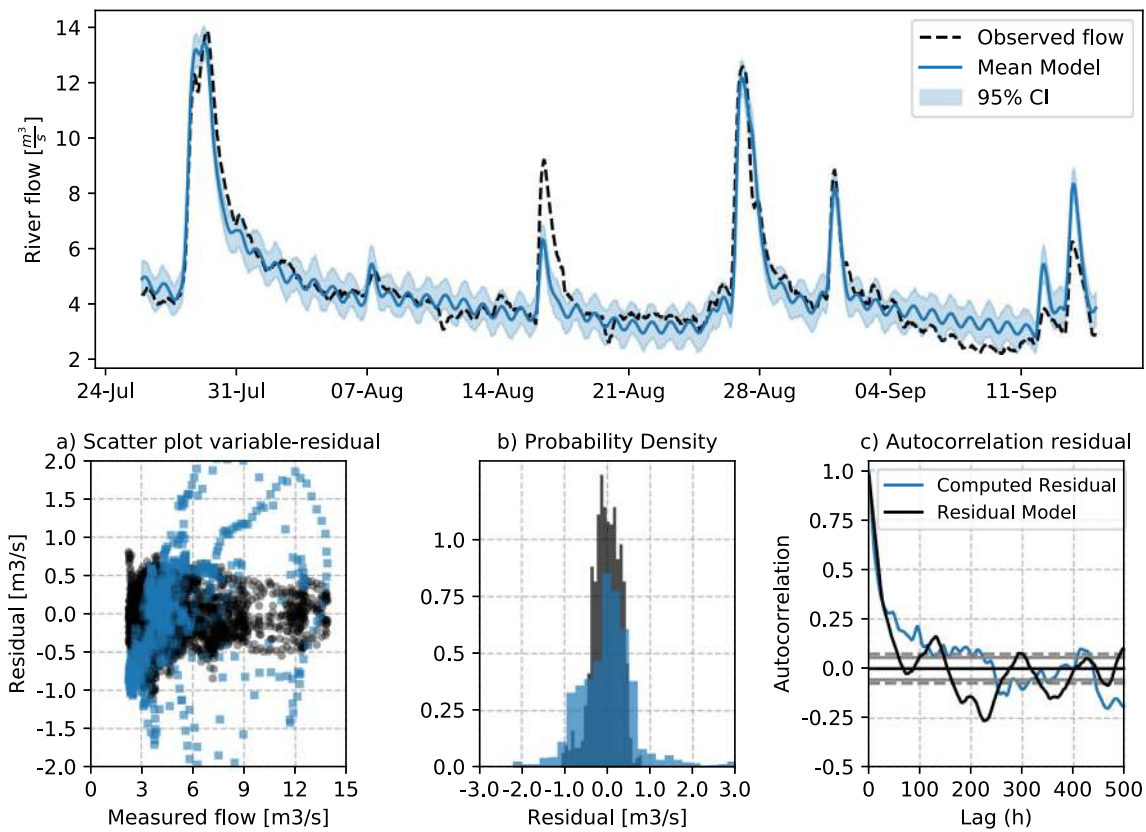 14
12
10
8
6
4
2
River flow [m³/s]
Observed flow
Mean Model
95% CI
24-Jul 31-Jul 07-Aug 14-Aug 21-Aug 28-Aug 04-Sep 11-Sep
a) Scatter plot variable-residual
2.0
1.5
1.0
0.5
0.0
-0.5
-1.0
-1.5
-2.0
Residual [m3/s]
0 3 6 9 12 15
Measured flow [m3/s]
b) Probability Density
1.0
0.75
0.5
0.25
0.0
-3.0 -2.0 -1.0 0.0 1.0 2.0 3.0
Residual [m3/s]
c) Autocorrelation residual
1.0
0.75
0.5
0.25
0.0
-0.25
-0.5
Autocorrelation
Computed Residual
Residual Model
0 100 200 300 400 500
Lag (h)